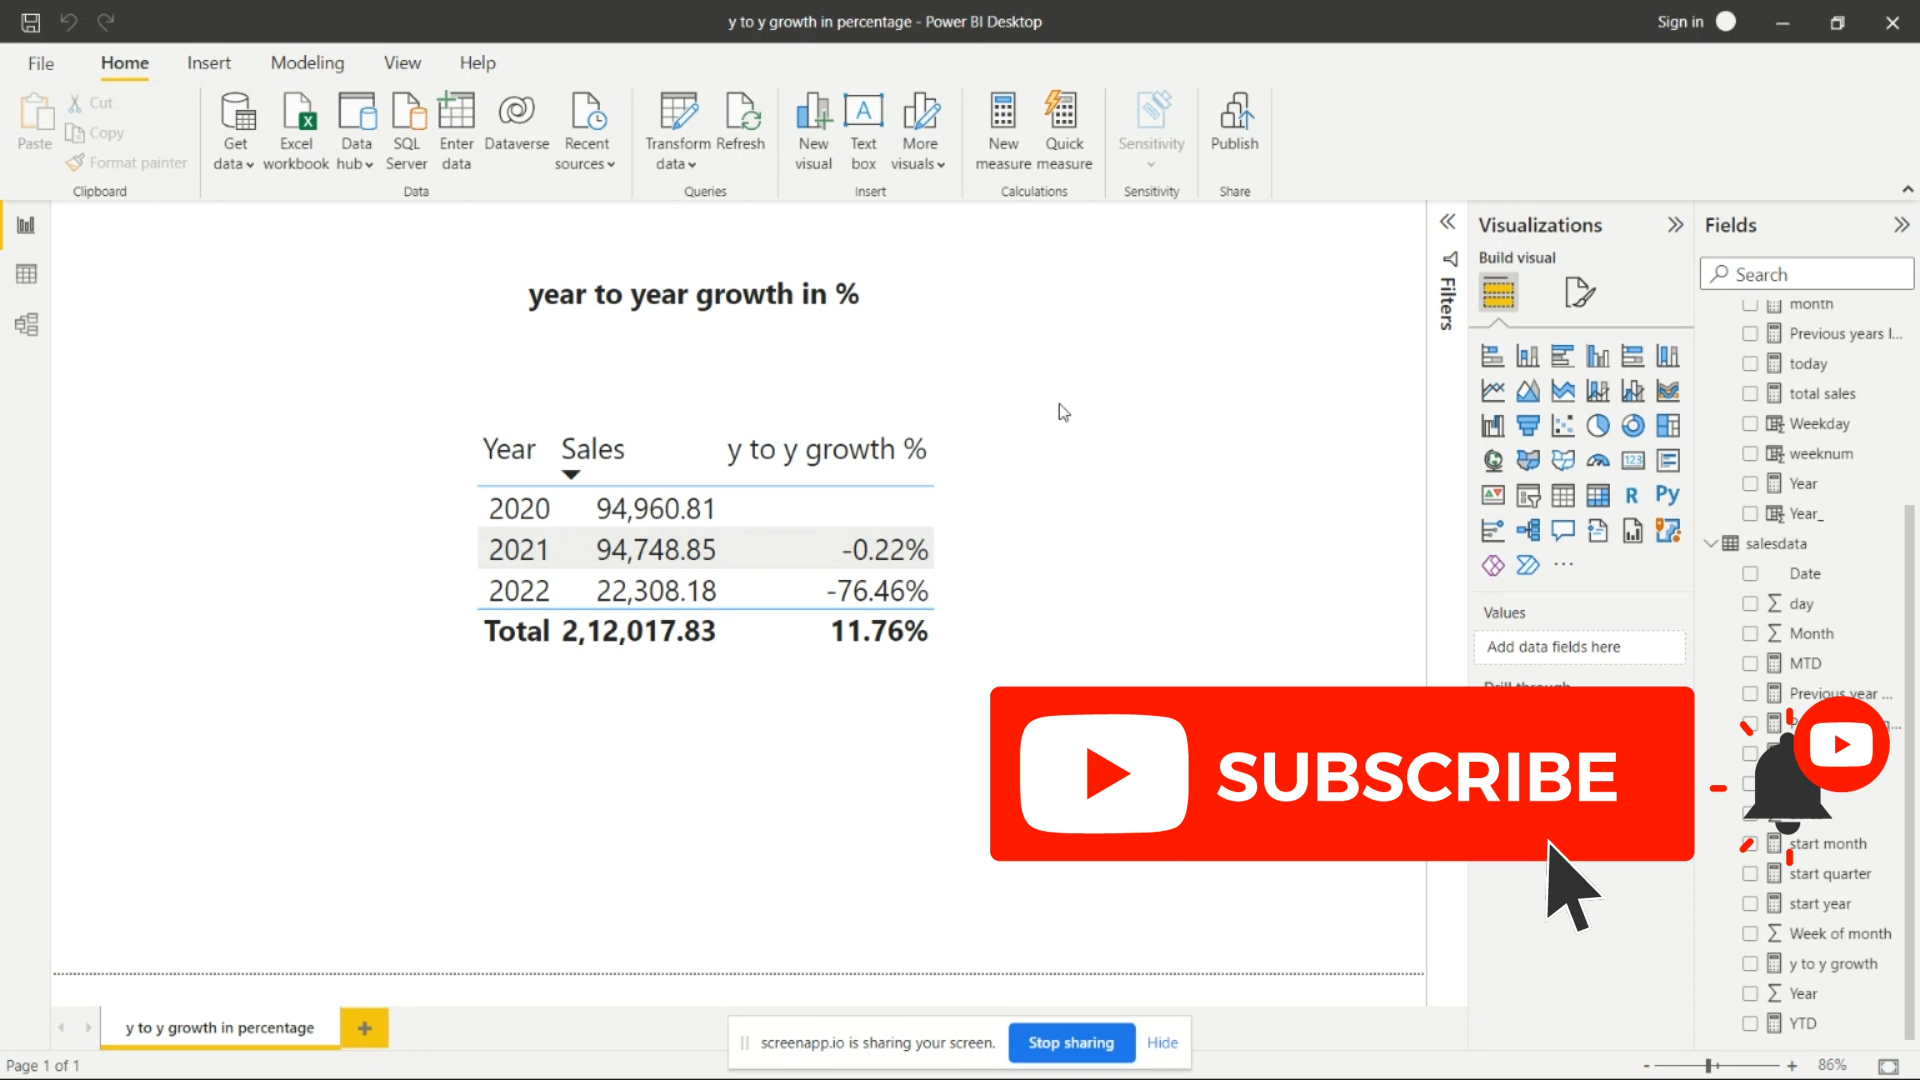 y to y growth in percentage - Power BI Desktop
Sign in
File Home Insert Modeling View Help
Paste
Cut
Copy
Format painter
Clipboard
Get data
Excel workbook
Data hub
SQL Server
Enter data
Dataverse
Recent sources
Data
Transform data
Refresh
Queries
New visual
Text box
More visuals
Insert
New measure
Quick measure
Calculations
Sensitivity
Sensitivity
Publish
Share
year to year growth in %
Year Sales y to y growth %
2020 94,960.81
2021 94,748.85 -0.22%
2022 22,308.18 -76.46%
Total 2,12,017.83 11.76%
Filters
Visualizations
Build visual
123
R
Py
Values
Add data fields here
Fields
Search
month
Previous years l...
today
total sales
Weekday
weeknum
Year
Year_
salesdata
Date
day
Month
MTD
Previous year ...
start month
start quarter
start year
Week of month
y to y growth
Year
YTD
SUBSCRIBE
y to y growth in percentage
screenapp.io is sharing your screen.
Stop sharing
Hide
Page 1 of 1
86%